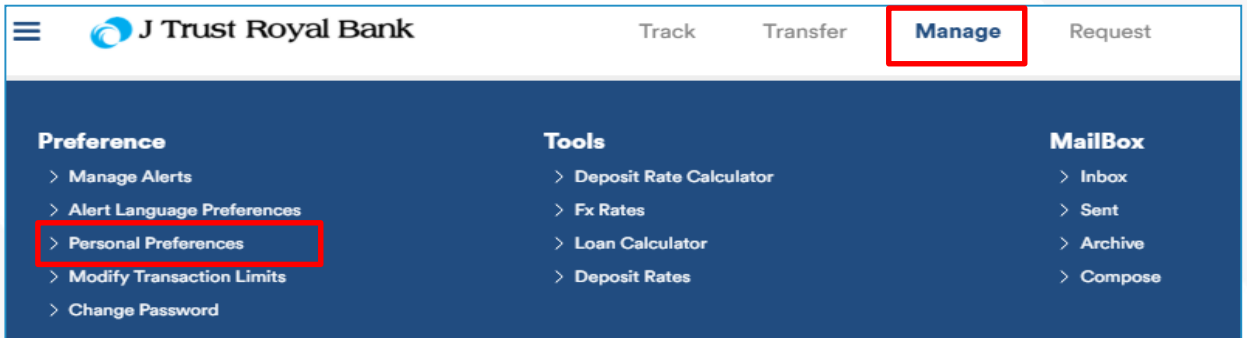 J Trust Royal Bank Track Transfer Manage Request
Preference
> Manage Alerts
> Alert Language Preferences
> Personal Preferences
> Modify Transaction Limits
> Change Password
Tools
> Deposit Rate Calculator
> Fx Rates
> Loan Calculator
> Deposit Rates
MailBox
> Inbox
> Sent
> Archive
> Compose